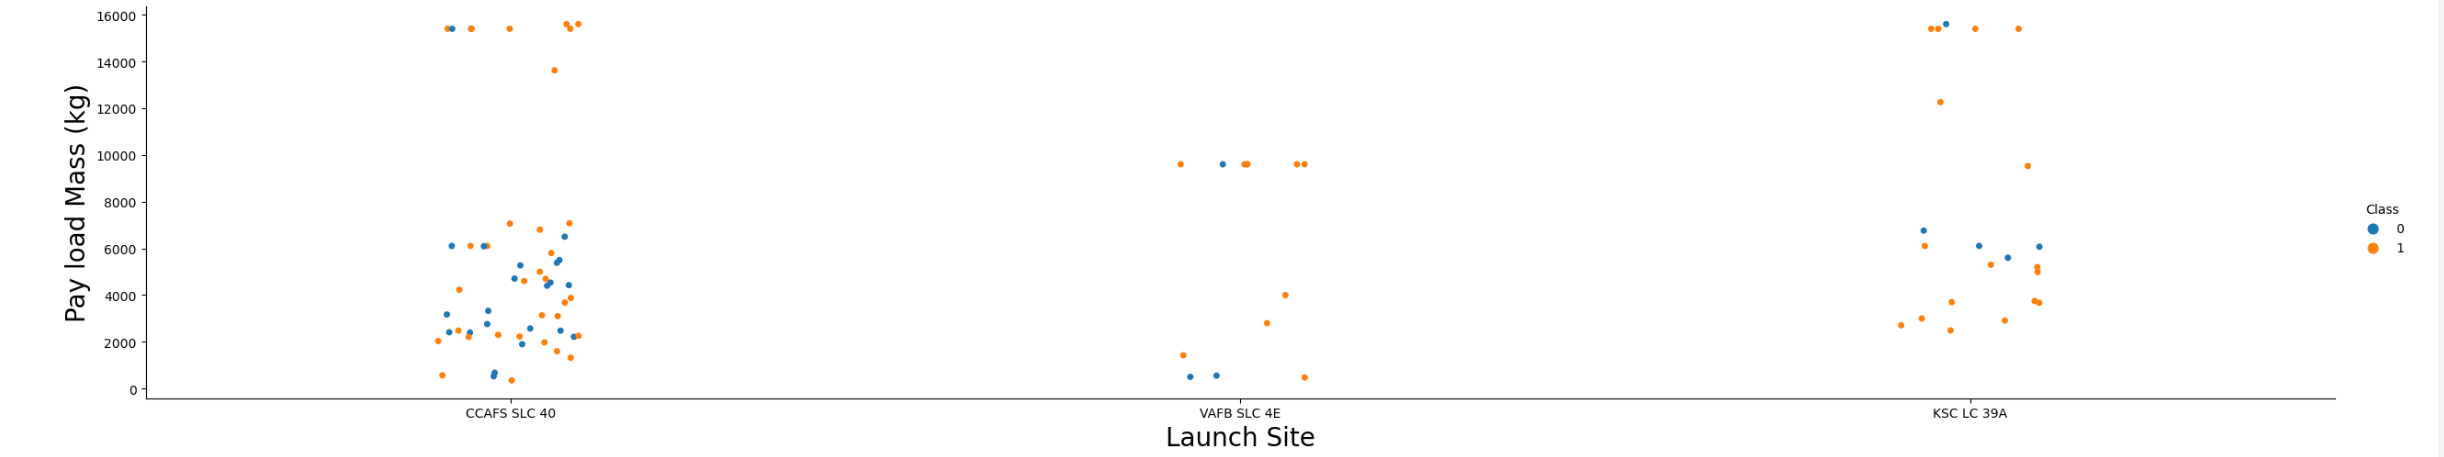 16000
14000
12000
10000
8000
6000
4000
2000
0
Pay load Mass (kg)
CCAFS SLC 40
VAFB SLC 4E
KSC LC 39A
Launch Site
Class
0
1